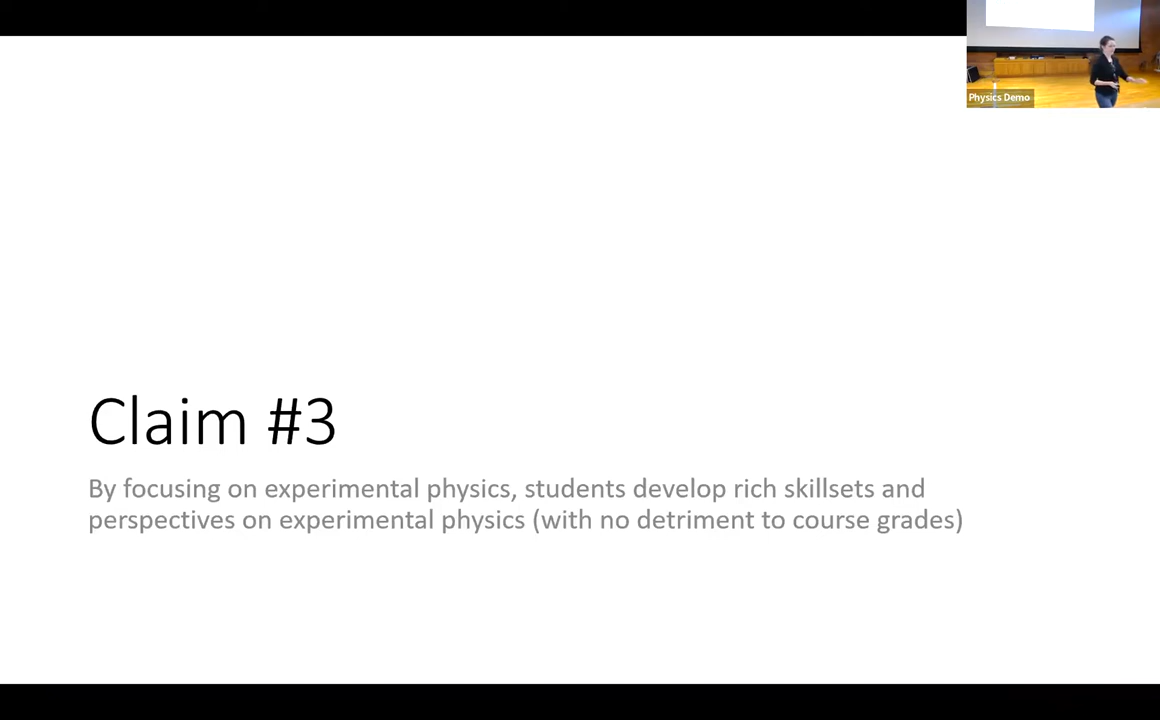 Physics Demo
Claim #3
By focusing on experimental physics, students develop rich skillsets and
perspectives on experimental physics (with no detriment to course grades)